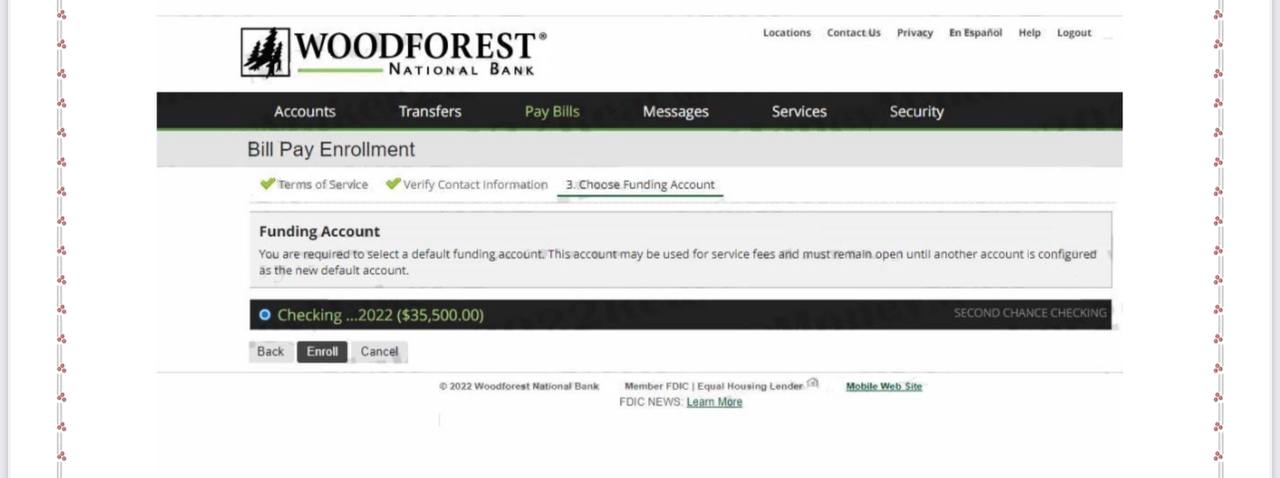 WOODFOREST®
NATIONAL BANK
Locations Contact Us Privacy En Español Help Logout
Accounts Transfers Pay Bills Messages Services Security
Bill Pay Enrollment
Terms of Service Verify Contact Information 3. Choose Funding Account
Funding Account
You are required to select a default funding account. This account may be used for service fees and must remain open until another account is configured
as the new default account.
Checking ...2022 ($35,500.00) SECOND CHANCE CHECKING
Back Enroll Cancel
© 2022 Woodforest National Bank Member FDIC | Equal Housing Lender Mobile Web Site
FDIC NEWS: Learn More